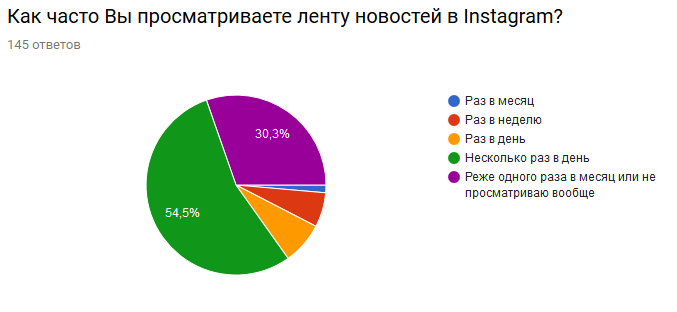 Как часто Вы просматриваете ленту новостей в Instagram?
145 ответов
30,3%
54,5%
Раз в месяц
Раз в неделю
Раз в день
Несколько раз в день
Реже одного раза в месяц или не
просматриваю вообще